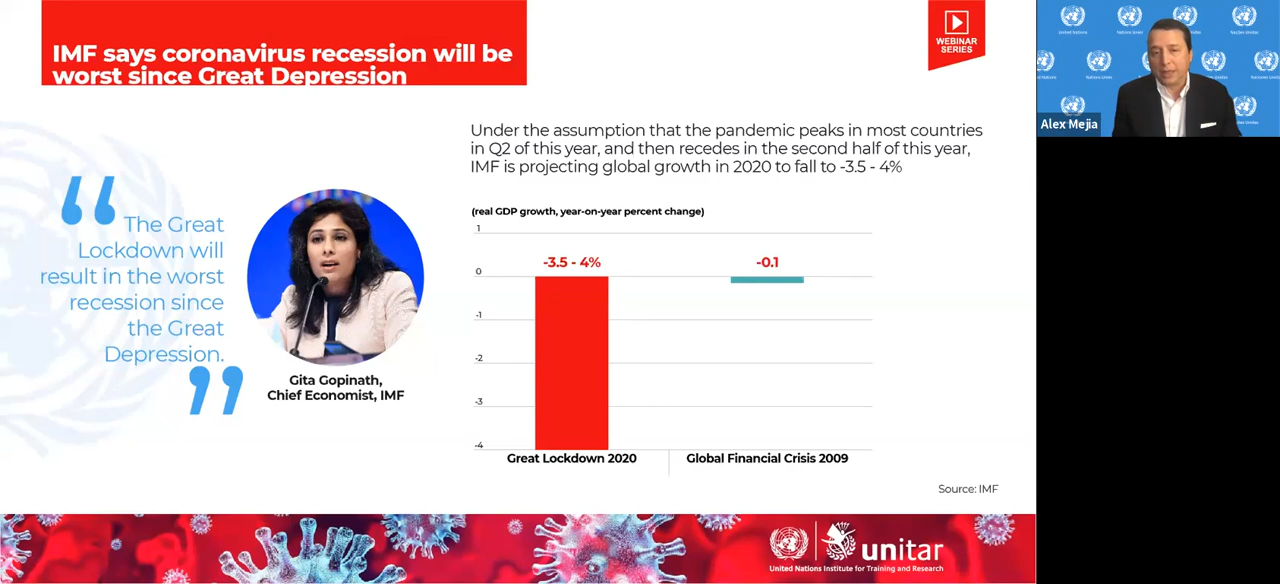 IMF says coronavirus recession will be
worst since Great Depression
WEBINAR
SERIES
Under the assumption that the pandemic peaks in most countries
in Q2 of this year, and then recedes in the second half of this year,
IMF is projecting global growth in 2020 to fall to -3.5 - 4%
“
The Great
Lockdown will
result in the worst
recession since
the Great
Depression.
”
Gita Gopinath,
Chief Economist, IMF
(real GDP growth, year-on-year percent change)
1
0
-1
-2
-3
-4
-3.5 - 4%
-0.1
Great Lockdown 2020
Global Financial Crisis 2009
Source: IMF
unitar
United Nations Institute for Training and Research
United Nations
Nations Unies
Alex Mejia